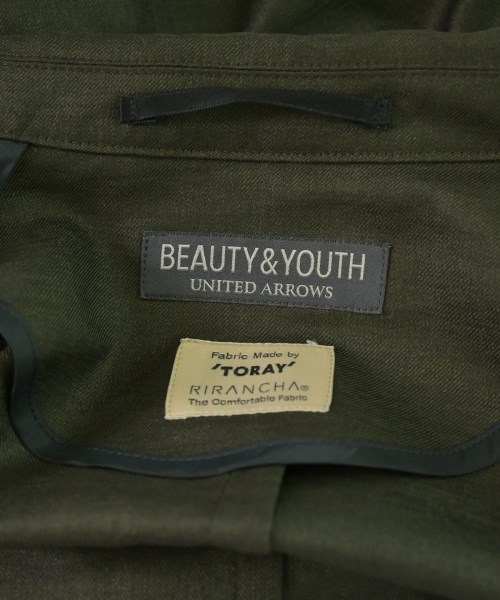 BEAUTY&YOUTH
UNITED ARROWS
Fabric Made by
'TORAY'
RIRANCHA®
The Comfortable Fabric